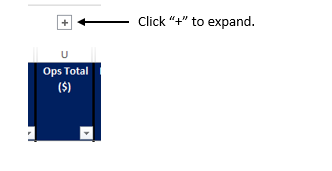 +
Click “+” to expand.
U
Ops Total
($)